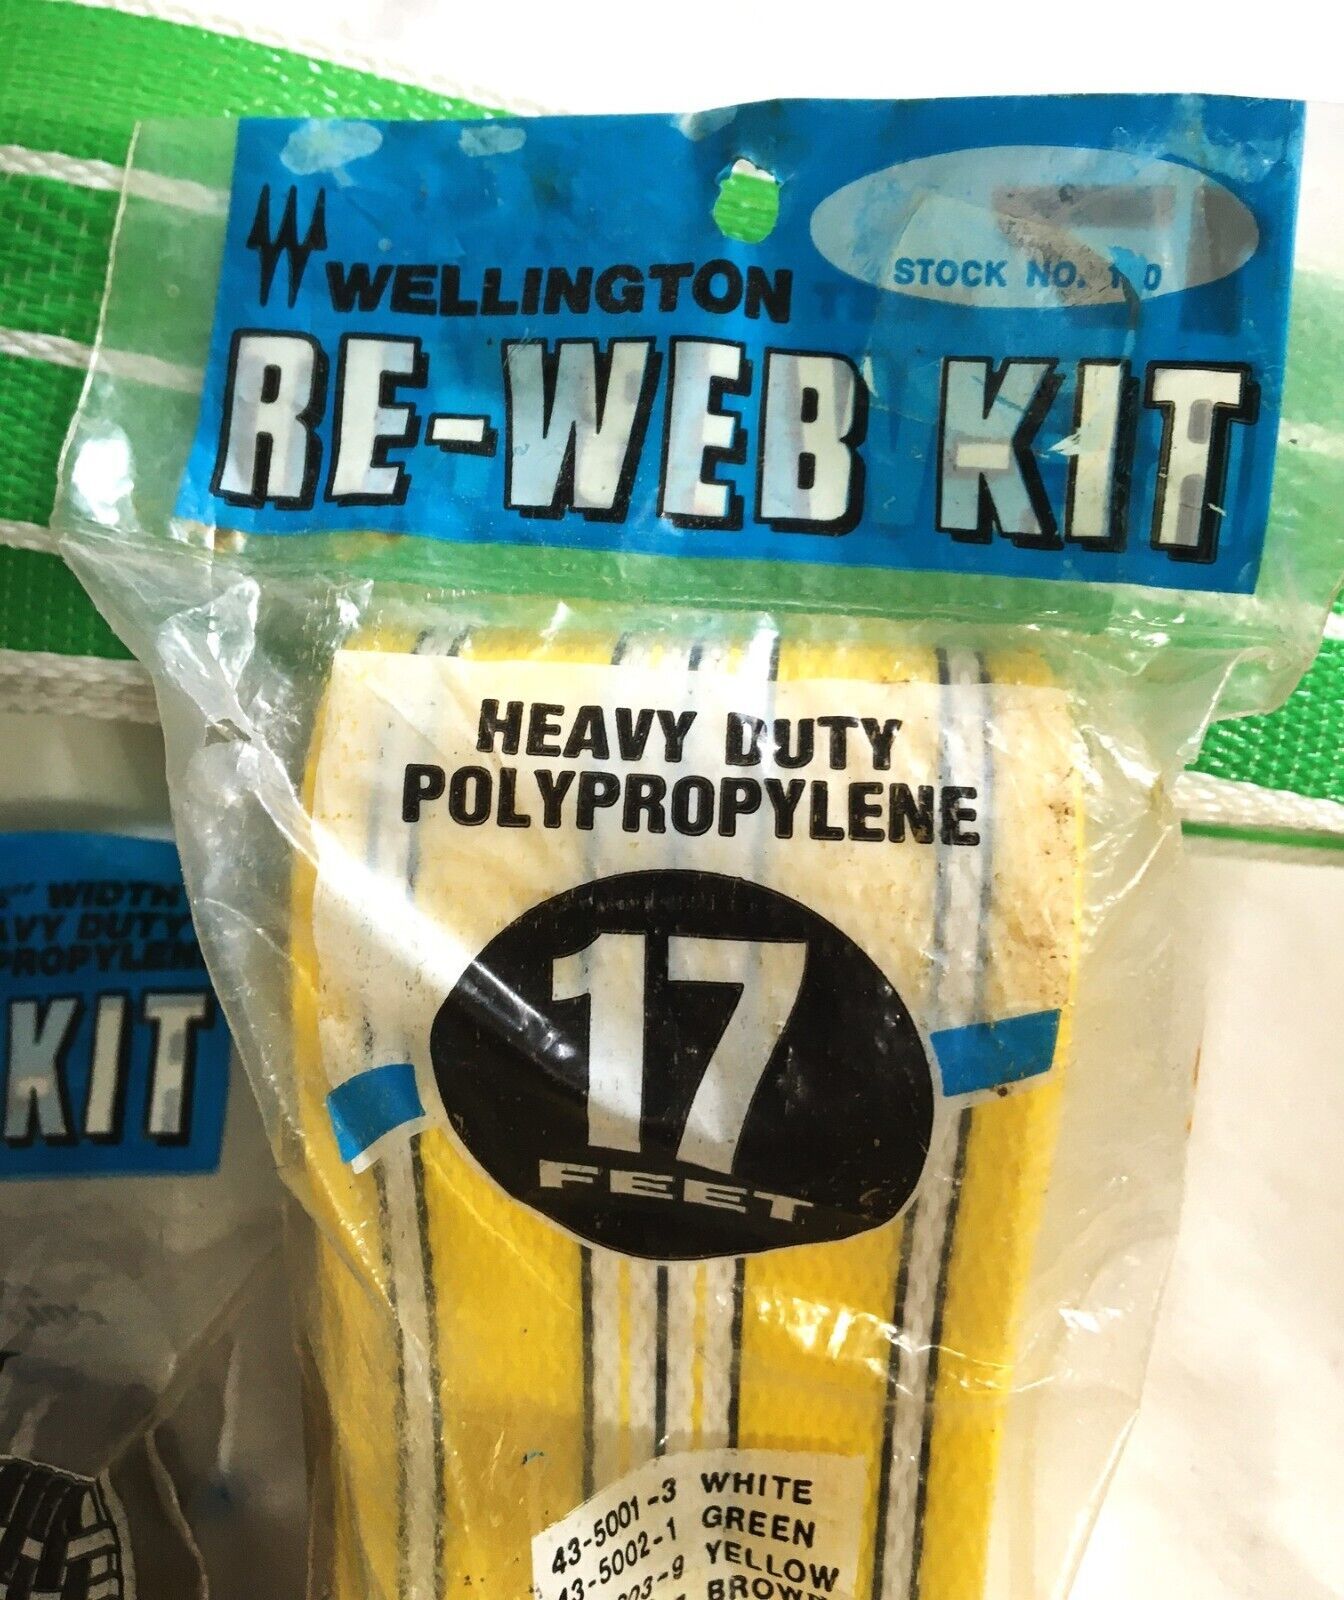 WELLINGTON
STOCK NO.
RE-WEB KIT
HEAVY DUTY
POLYPROPYLENE
17
FEET
43-5001-3 WHITE
43-5002-1 GREEN
YELLOW
WIDTH
KIT